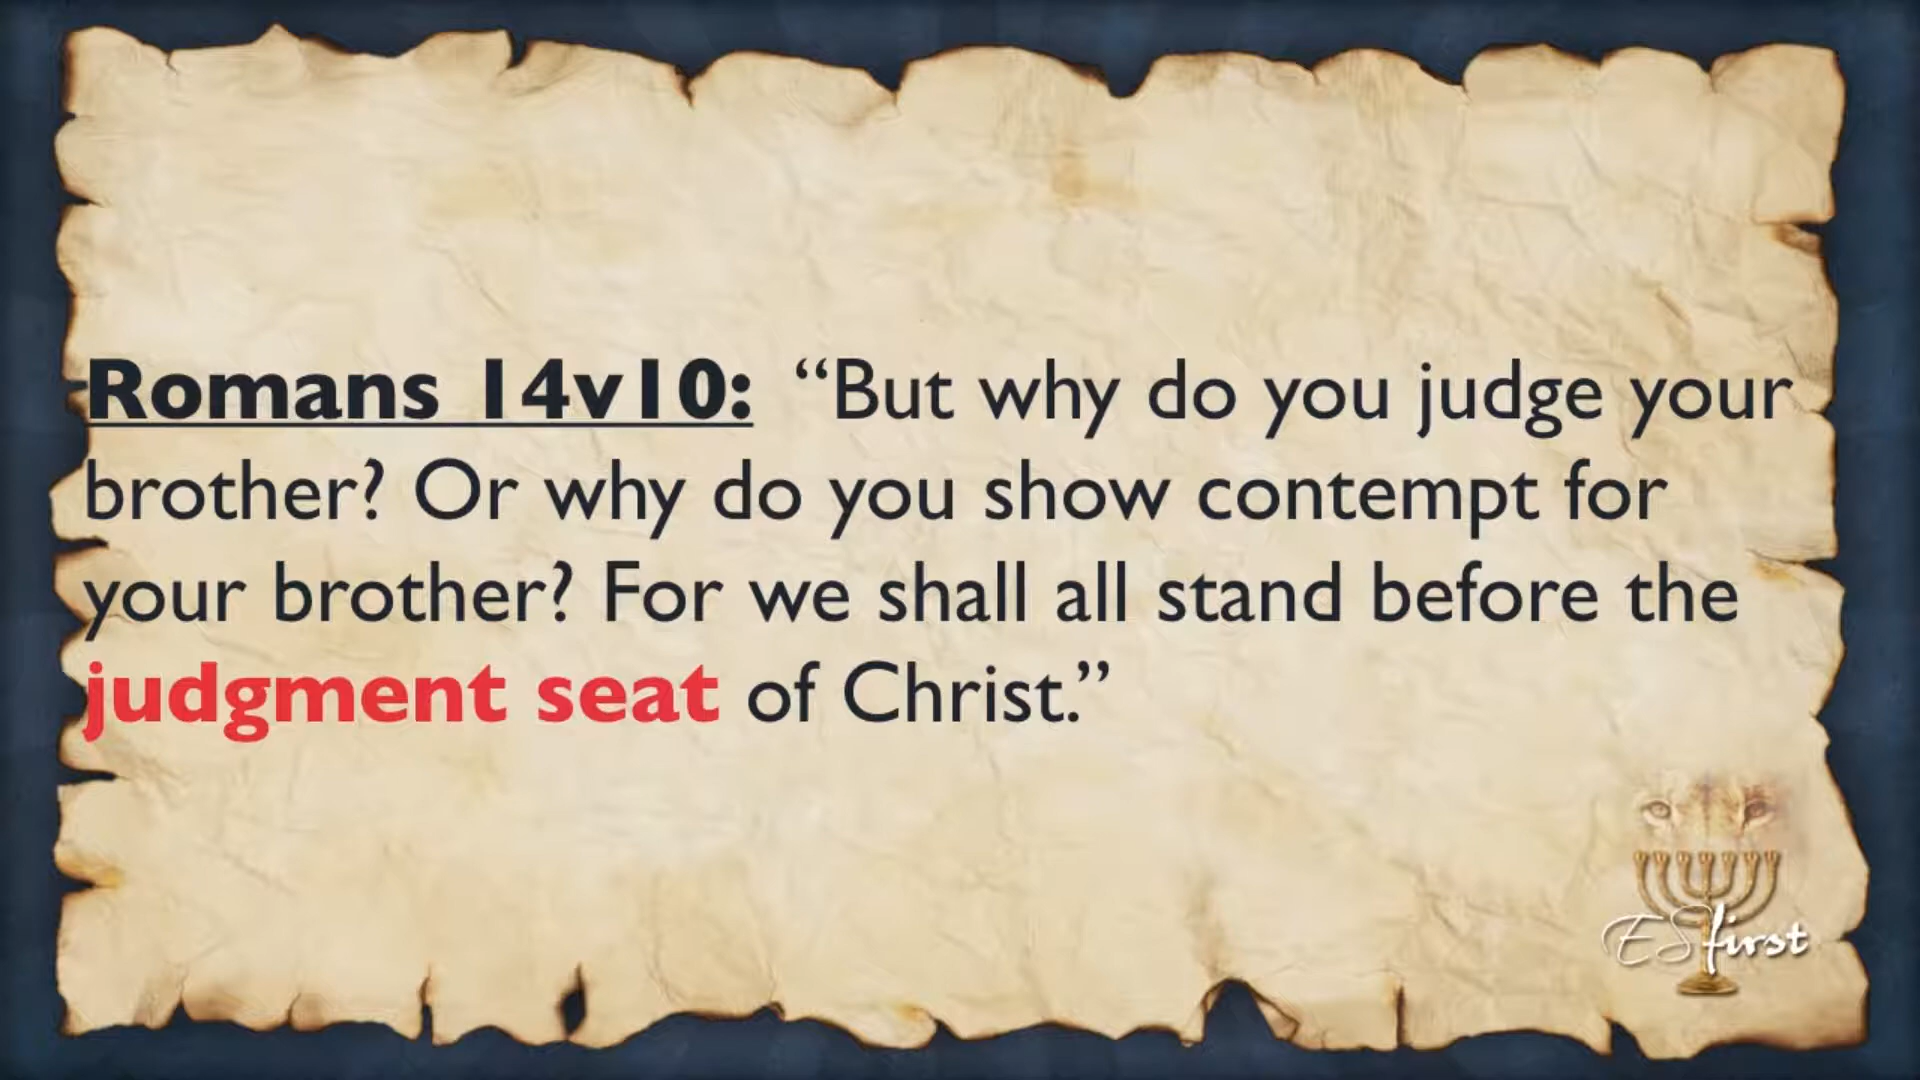 Romans 14v10: “But why do you judge your
brother? Or why do you show contempt for
your brother? For we shall all stand before the
judgment seat of Christ.”
ESfirst